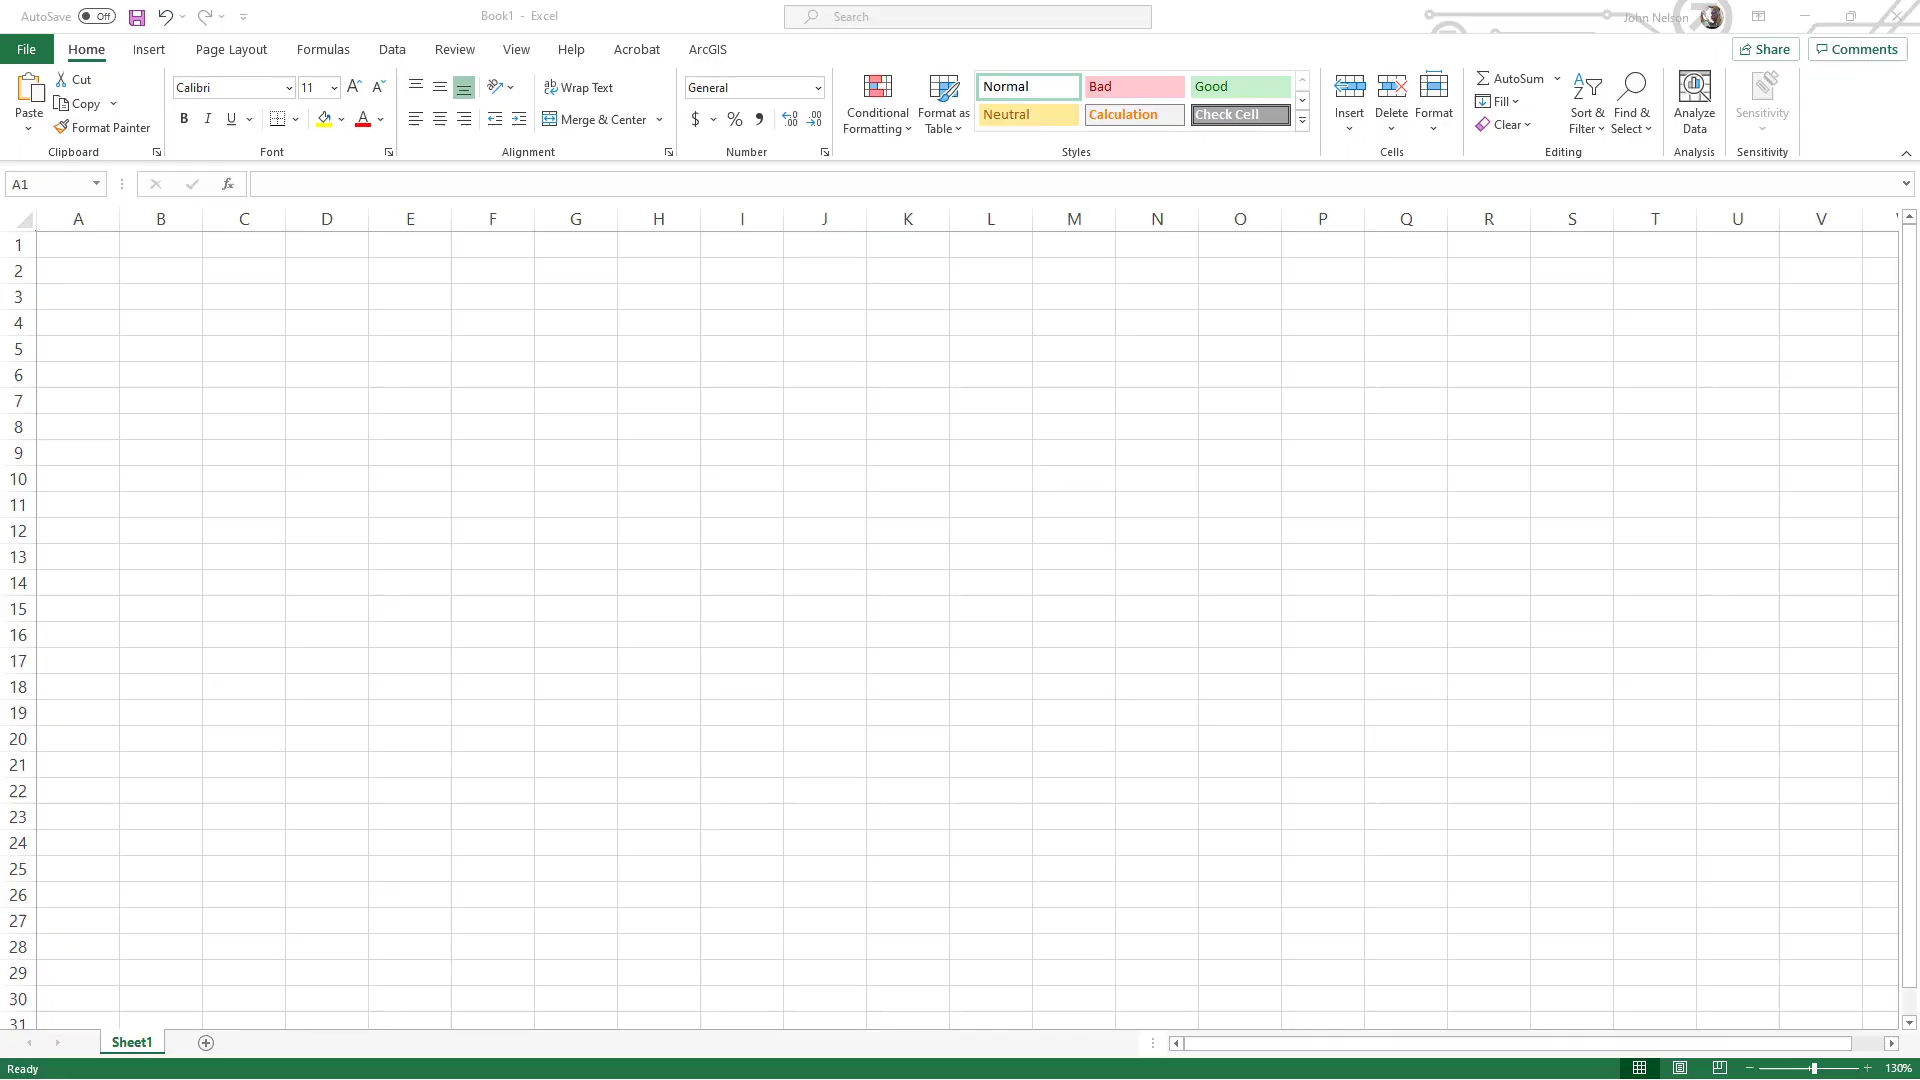 AutoSave Off Book1 - Excel Search John Nelson
File Home Insert Page Layout Formulas Data Review View Help Acrobat ArcGIS Share Comments
Paste Cut Copy Format Painter
Clipboard
Calibri 11
B I U A
Font
Wrap Text
Merge & Center
Alignment
General
$ % 9
Number
Conditional Formatting
Format as Table
Normal Bad Good
Neutral Calculation Check Cell
Styles
Insert Delete Format
Cells
AutoSum
Fill
Clear
Sort & Filter
Find & Select
Editing
Analyze Data
Analysis
Sensitivity
Sensitivity
A1 fx
A B C D E F G H I J K L M N O P Q R S T U V
1
2
3
4
5
6
7
8
9
10
11
12
13
14
15
16
17
18
19
20
21
22
23
24
25
26
27
28
29
30
31
Sheet1
Ready 130%